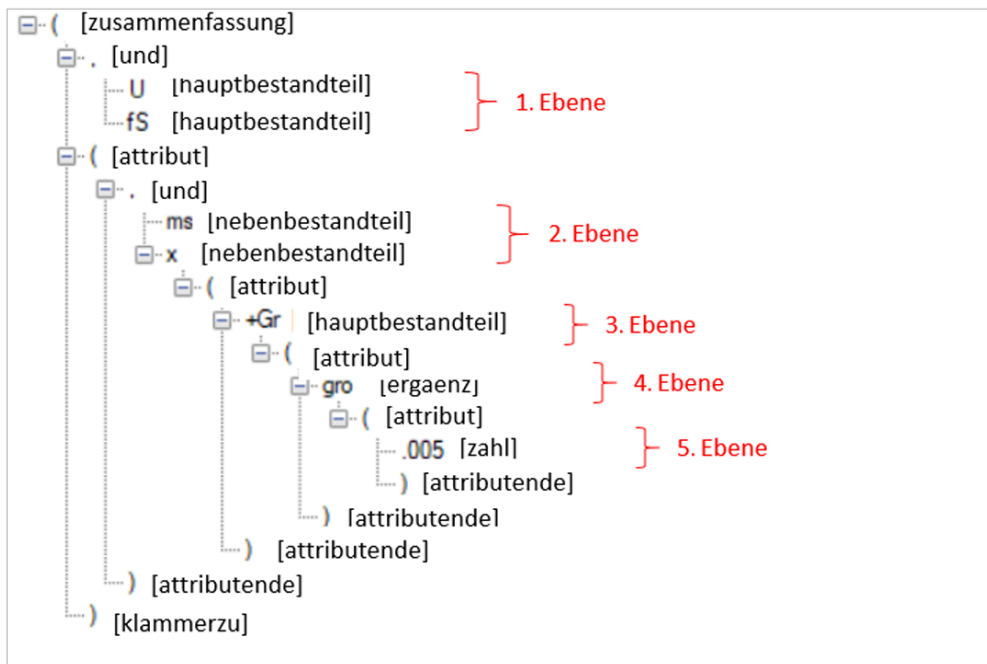 ( [zusammenfassung]
. [und]
U [hauptbestandteil]
1. Ebene
fS [hauptbestandteil]
( [attribut]
. [und]
ms [nebenbestandteil]
2. Ebene
x [nebenbestandteil]
( [attribut]
+Gr [hauptbestandteil]
3. Ebene
( [attribut]
gro [ergaenz]
4. Ebene
( [attribut]
.005 [zahl]
5. Ebene
) [attributende]
) [attributende]
) [attributende]
) [attributende]
) [klammerzu]